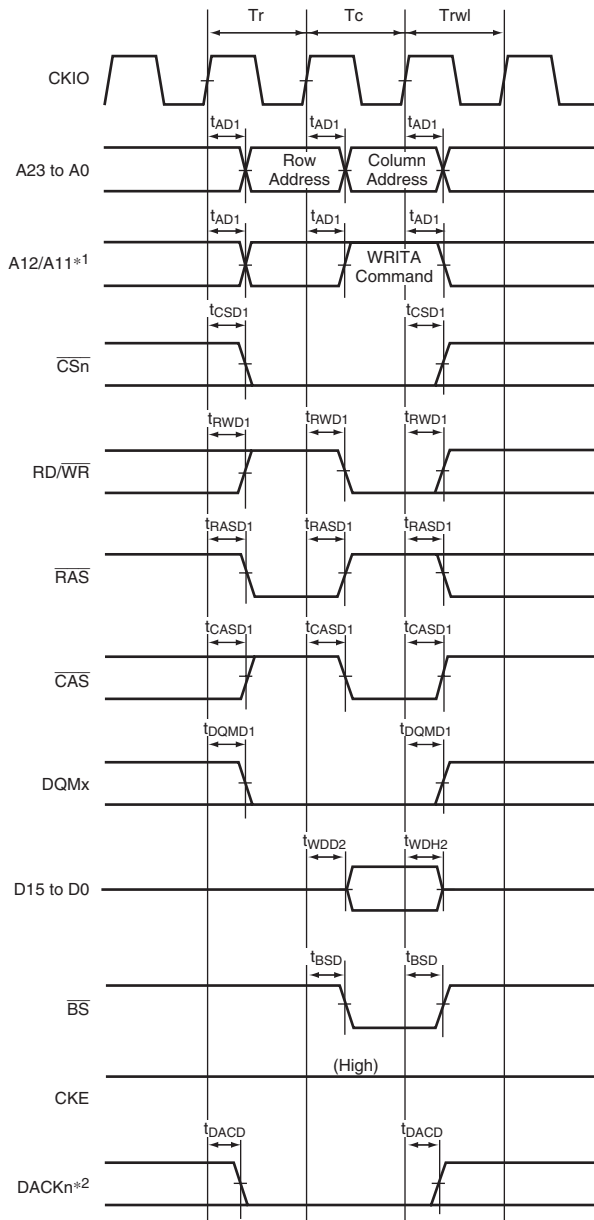 Tr Tc Trwl
CKIO
tAD1 tAD1 tAD1
A23 to A0
Row Address
Column Address
tAD1 tAD1 tAD1
A12/A11*1
WRITA Command
tCSD1 tCSD1
CSn
tRWD1 tRWD1 tRWD1
RD/WR
tRASD1 tRASD1 tRASD1
RAS
tCASD1 tCASD1 tCASD1
CAS
tDQMD1 tDQMD1
DQMx
tWDD2 tWDH2
D15 to D0
tBSD tBSD
BS
(High)
CKE
tDACD tDACD
DACKn*2